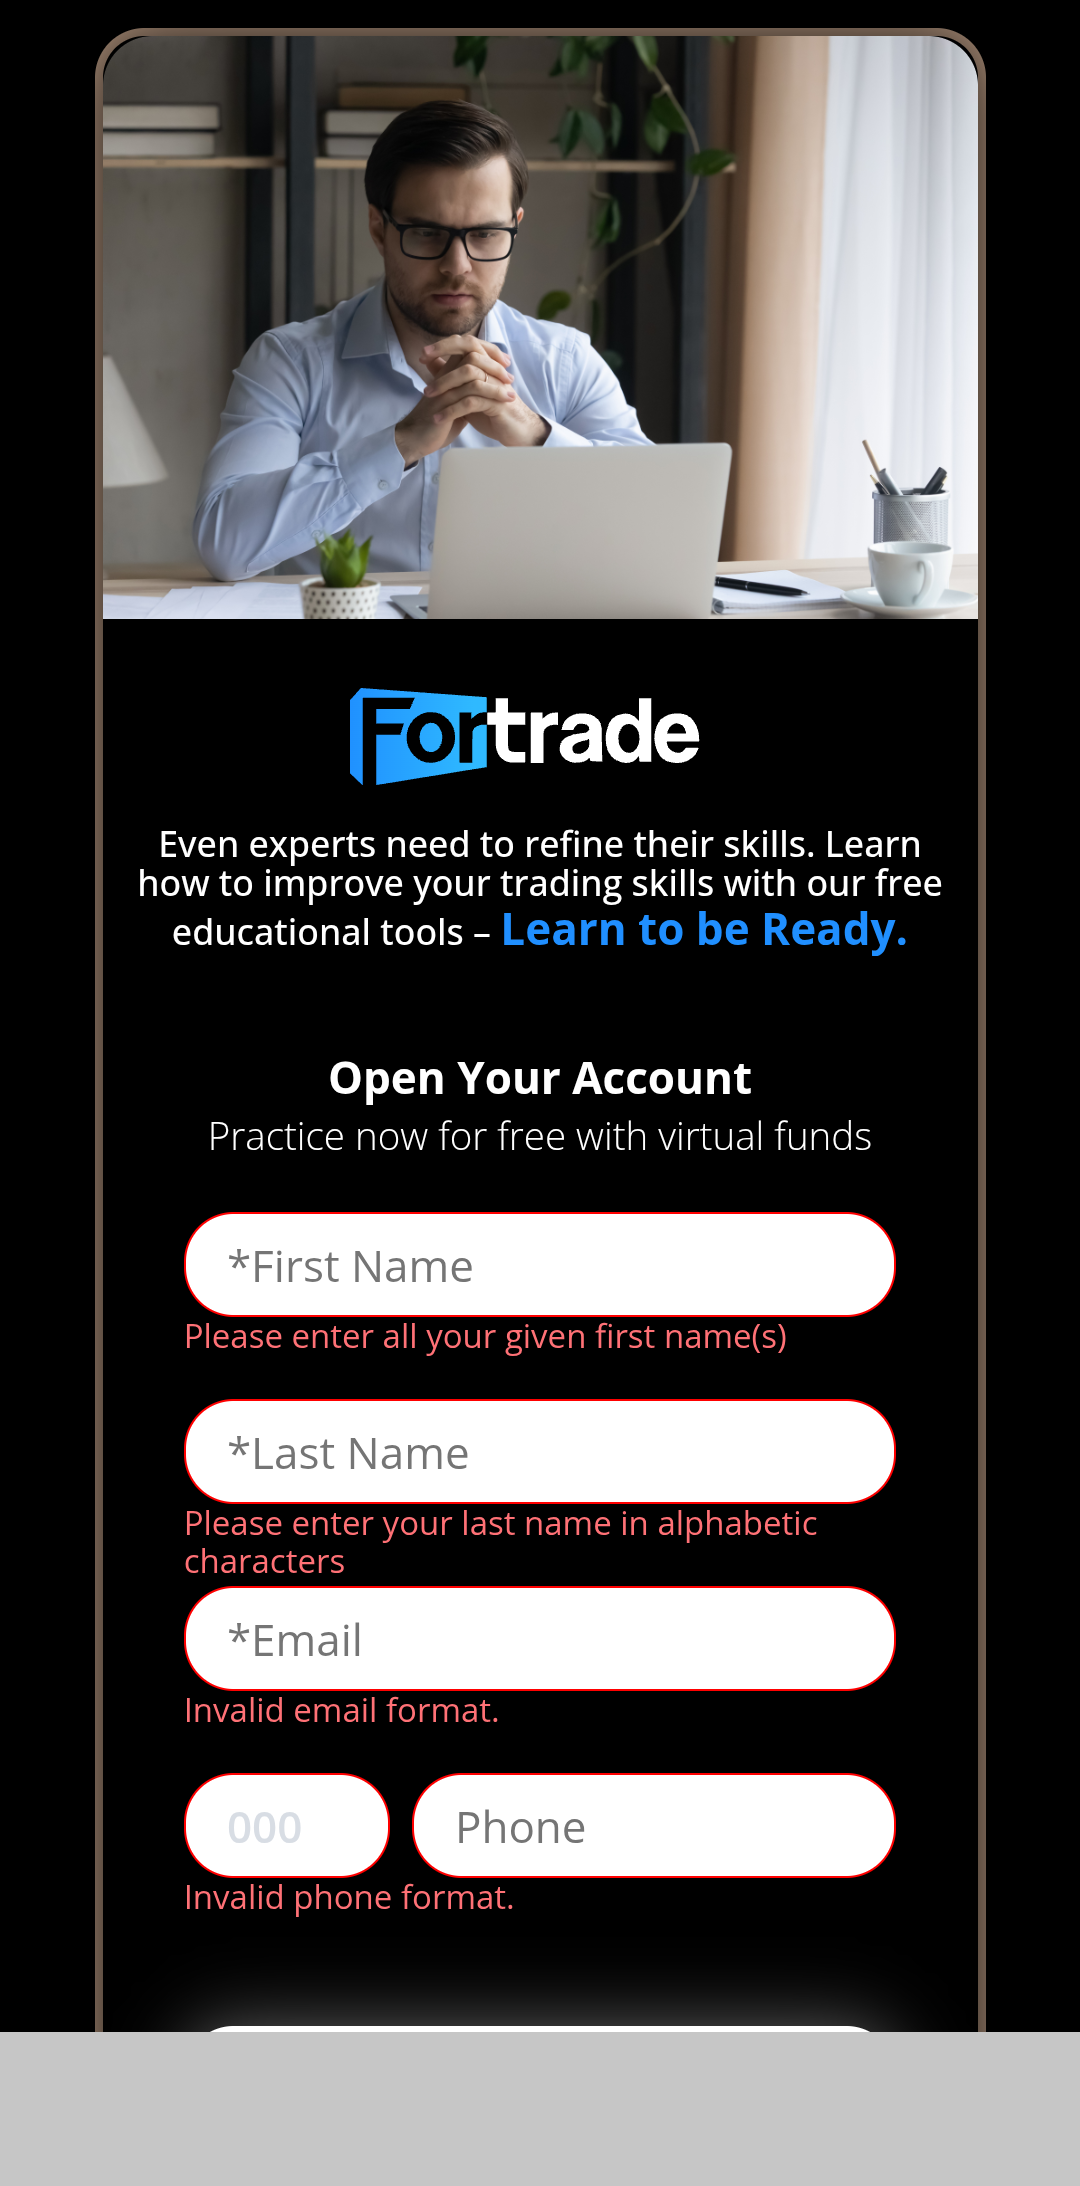 Fortrade
Even experts need to refine their skills. Learn
how to improve your trading skills with our free
educational tools – Learn to be Ready.
Open Your Account
Practice now for free with virtual funds
*First Name
Please enter all your given first name(s)
*Last Name
Please enter your last name in alphabetic
characters
*Email
Invalid email format.
000 Phone
Invalid phone format.